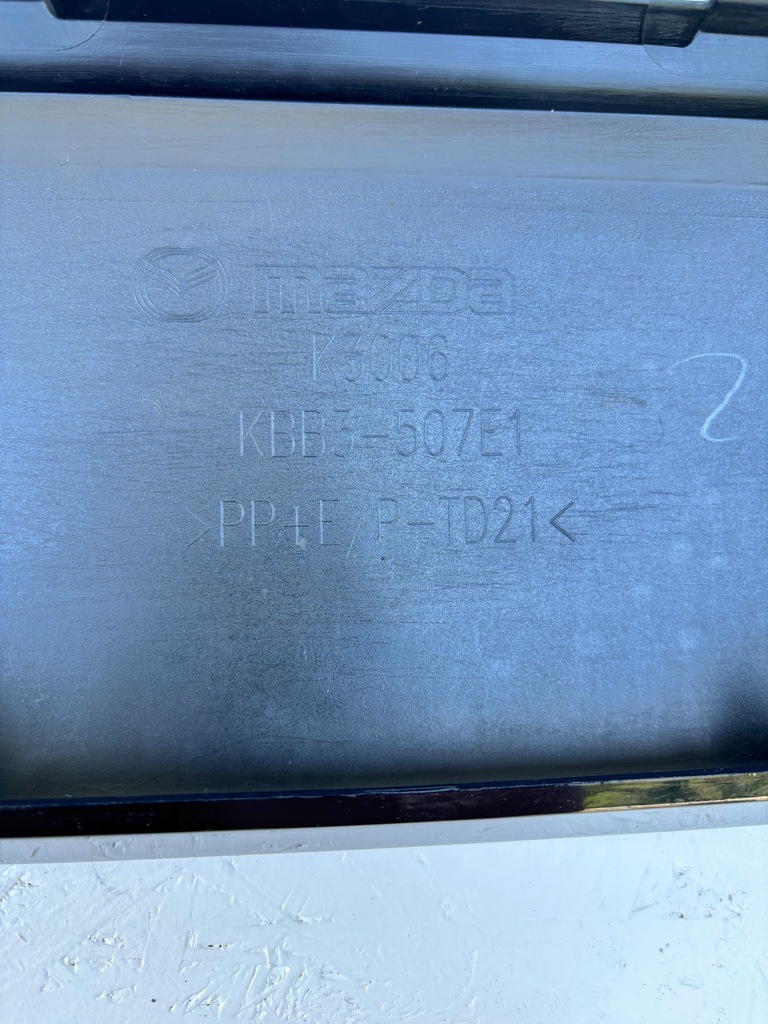 mazda
K3006
KBB3-507E1
>PP+E/P-TD21<
2